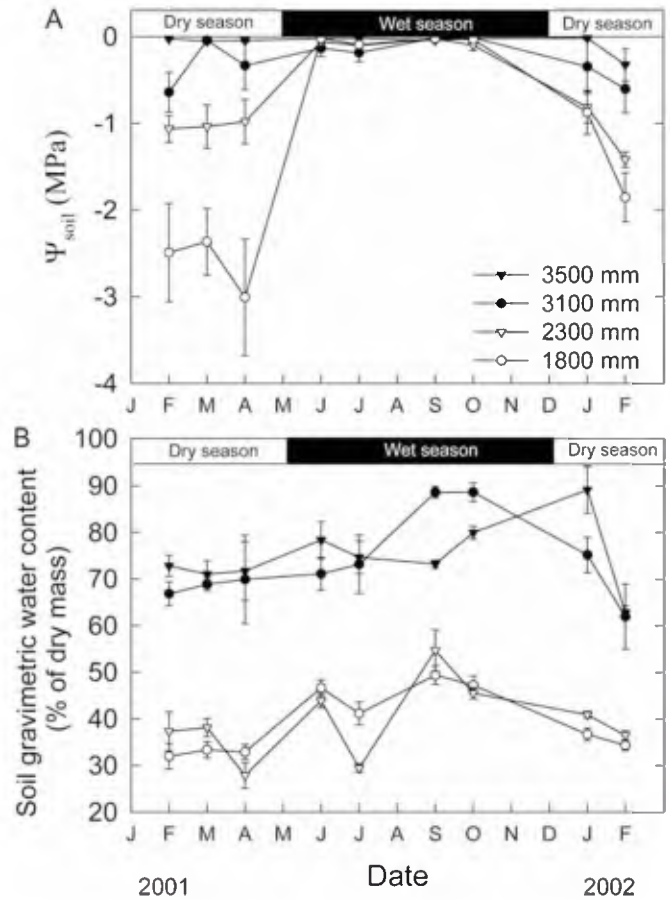 A
Dry season Wet season Dry season
0
-1
-2
-3
-4
Ψsoil (MPa)
3500 mm
3100 mm
2300 mm
1800 mm
J F M A M J J A S O N D J F
B
Dry season Wet season Dry season
100
90
80
70
60
50
40
30
20
Soil gravimetric water content
(% of dry mass)
J F M A M J J A S O N D J F
Date
2001 2002